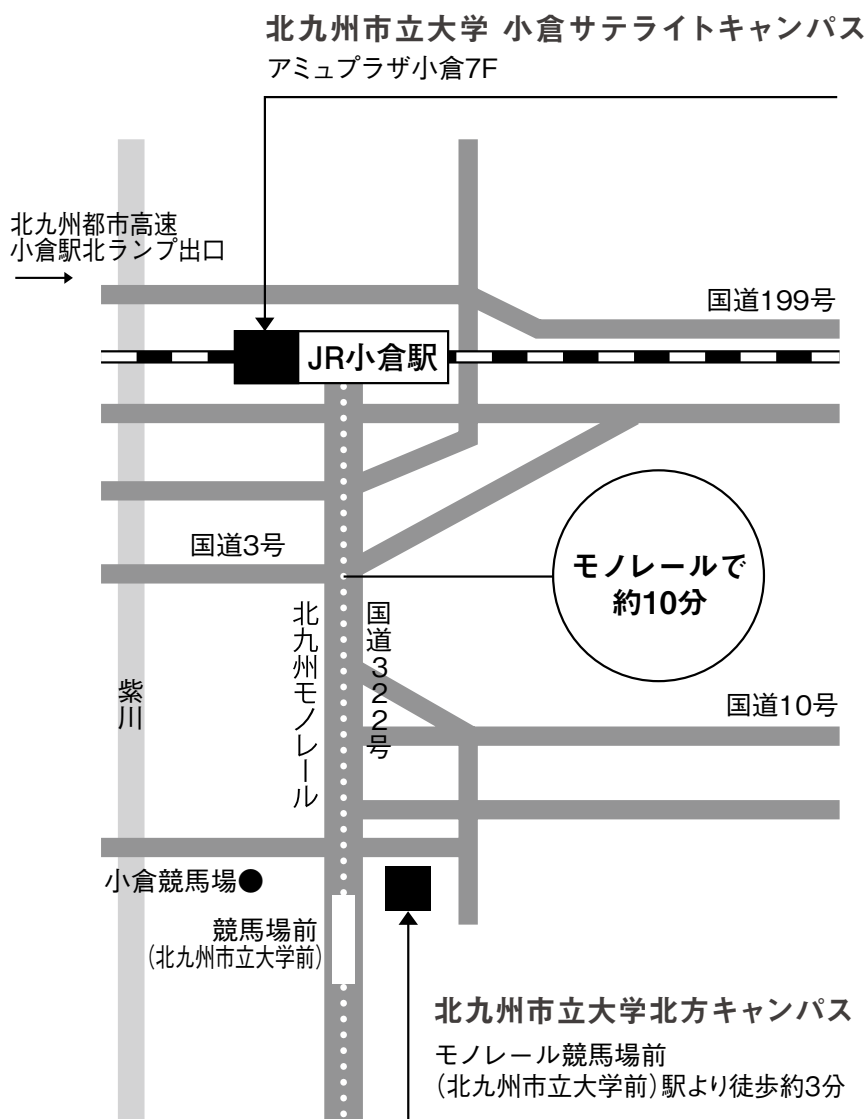 北九州市立大学 小倉サテライトキャンパス
アミュプラザ小倉7F
北九州都市高速
小倉駅北ランプ出口
国道199号
JR小倉駅
国道3号
モノレールで
約10分
北九州モノレール
国道322号
紫川
国道10号
小倉競馬場●
競馬場前
(北九州市立大学前)
北九州市立大学北方キャンパス
モノレール競馬場前
(北九州市立大学前)駅より徒歩約3分